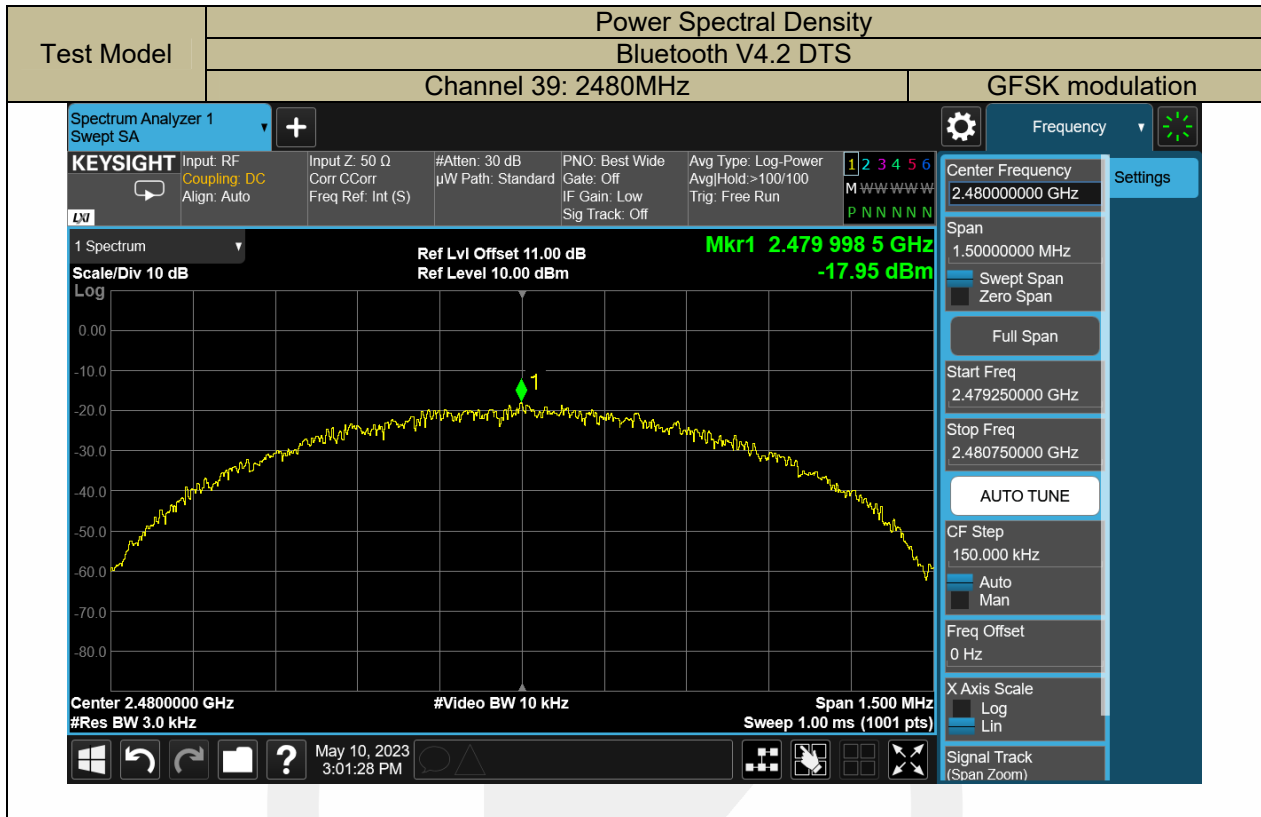 Test Model
Power Spectral Density
Bluetooth V4.2 DTS
Channel 39: 2480MHz
GFSK modulation
Spectrum Analyzer 1
Swept SA
Frequency
KEYSIGHT
LXI
Input: RF
Coupling: DC
Align: Auto
Input Z: 50 Ω
Corr CCorr
Freq Ref: Int (S)
#Atten: 30 dB
µW Path: Standard
PNO: Best Wide
Gate: Off
IF Gain: Low
Sig Track: Off
Avg Type: Log-Power
Avg|Hold:>100/100
Trig: Free Run
1 2 3 4 5 6
M W W W W W
P N N N N N
1 Spectrum
Scale/Div 10 dB
Ref Lvl Offset 11.00 dB
Ref Level 10.00 dBm
Mkr1 2.479 998 5 GHz
-17.95 dBm
Log
0.00
-10.0
-20.0
-30.0
-40.0
-50.0
-60.0
-70.0
-80.0
1
Center 2.4800000 GHz
#Res BW 3.0 kHz
#Video BW 10 kHz
Span 1.500 MHz
Sweep 1.00 ms (1001 pts)
?
May 10, 2023
3:01:28 PM
Center Frequency
2.480000000 GHz
Span
1.50000000 MHz
Swept Span
Zero Span
Full Span
Start Freq
2.479250000 GHz
Stop Freq
2.480750000 GHz
AUTO TUNE
CF Step
150.000 kHz
Auto
Man
Freq Offset
0 Hz
X Axis Scale
Log
Lin
Signal Track
(Span Zoom)
Settings